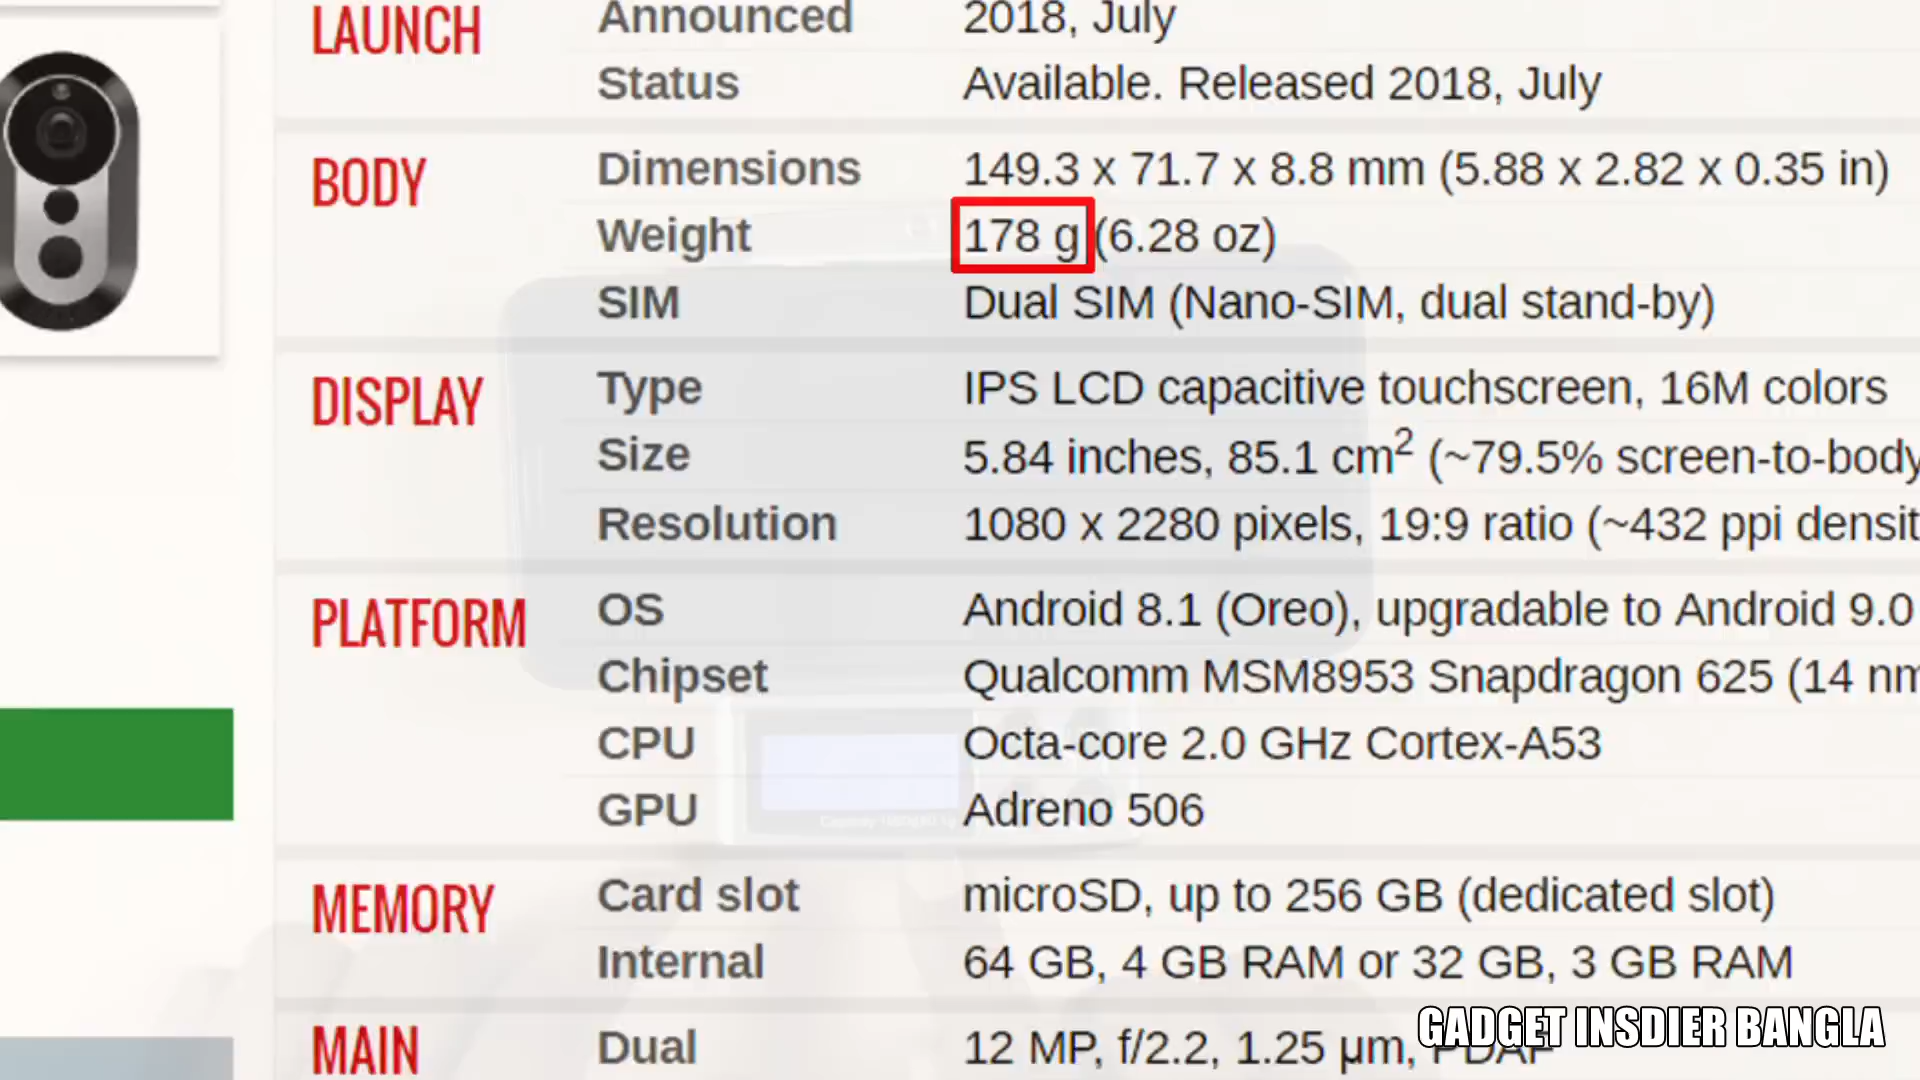 LAUNCH Announced 2018, July
Status Available. Released 2018, July
BODY Dimensions 149.3 x 71.7 x 8.8 mm (5.88 x 2.82 x 0.35 in)
Weight 178 g (6.28 oz)
SIM Dual SIM (Nano-SIM, dual stand-by)
DISPLAY Type IPS LCD capacitive touchscreen, 16M colors
Size 5.84 inches, 85.1 cm² (~79.5% screen-to-body
Resolution 1080 x 2280 pixels, 19:9 ratio (~432 ppi densit
PLATFORM OS Android 8.1 (Oreo), upgradable to Android 9.0
Chipset Qualcomm MSM8953 Snapdragon 625 (14 nm
CPU Octa-core 2.0 GHz Cortex-A53
GPU Adreno 506
MEMORY Card slot microSD, up to 256 GB (dedicated slot)
Internal 64 GB, 4 GB RAM or 32 GB, 3 GB RAM
MAIN Dual 12 MP, f/2.2, 1.25 µm, PDAF
GADGET INSDIER BANGLA